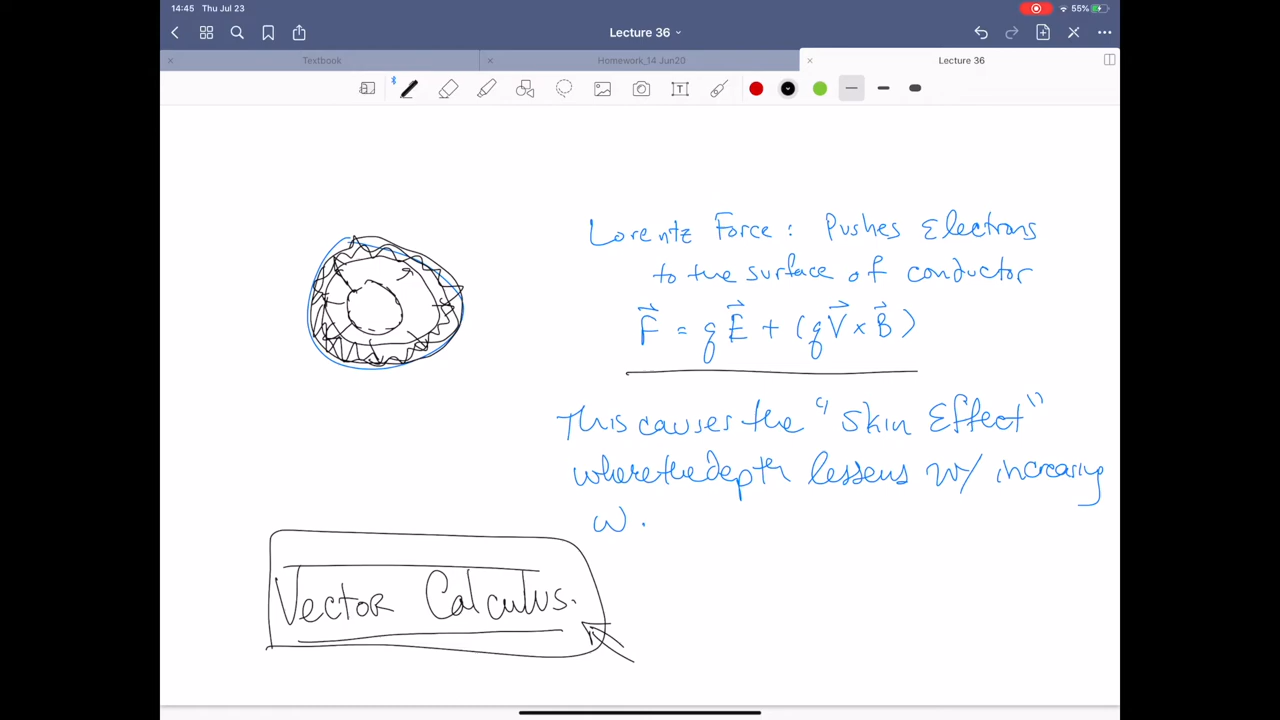 14:45 Thu Jul 23
55%
Lecture 36
Textbook
Homework_14 Jun20
Lecture 36
T
Lorentz Force: Pushes Electrons
to the surface of conductor
F⃗ = qE⃗ + (qV⃗ × B⃗)
This causes the "Skin Effect"
where the depth lessens w/ increasing
ω.
Vector Calculus.